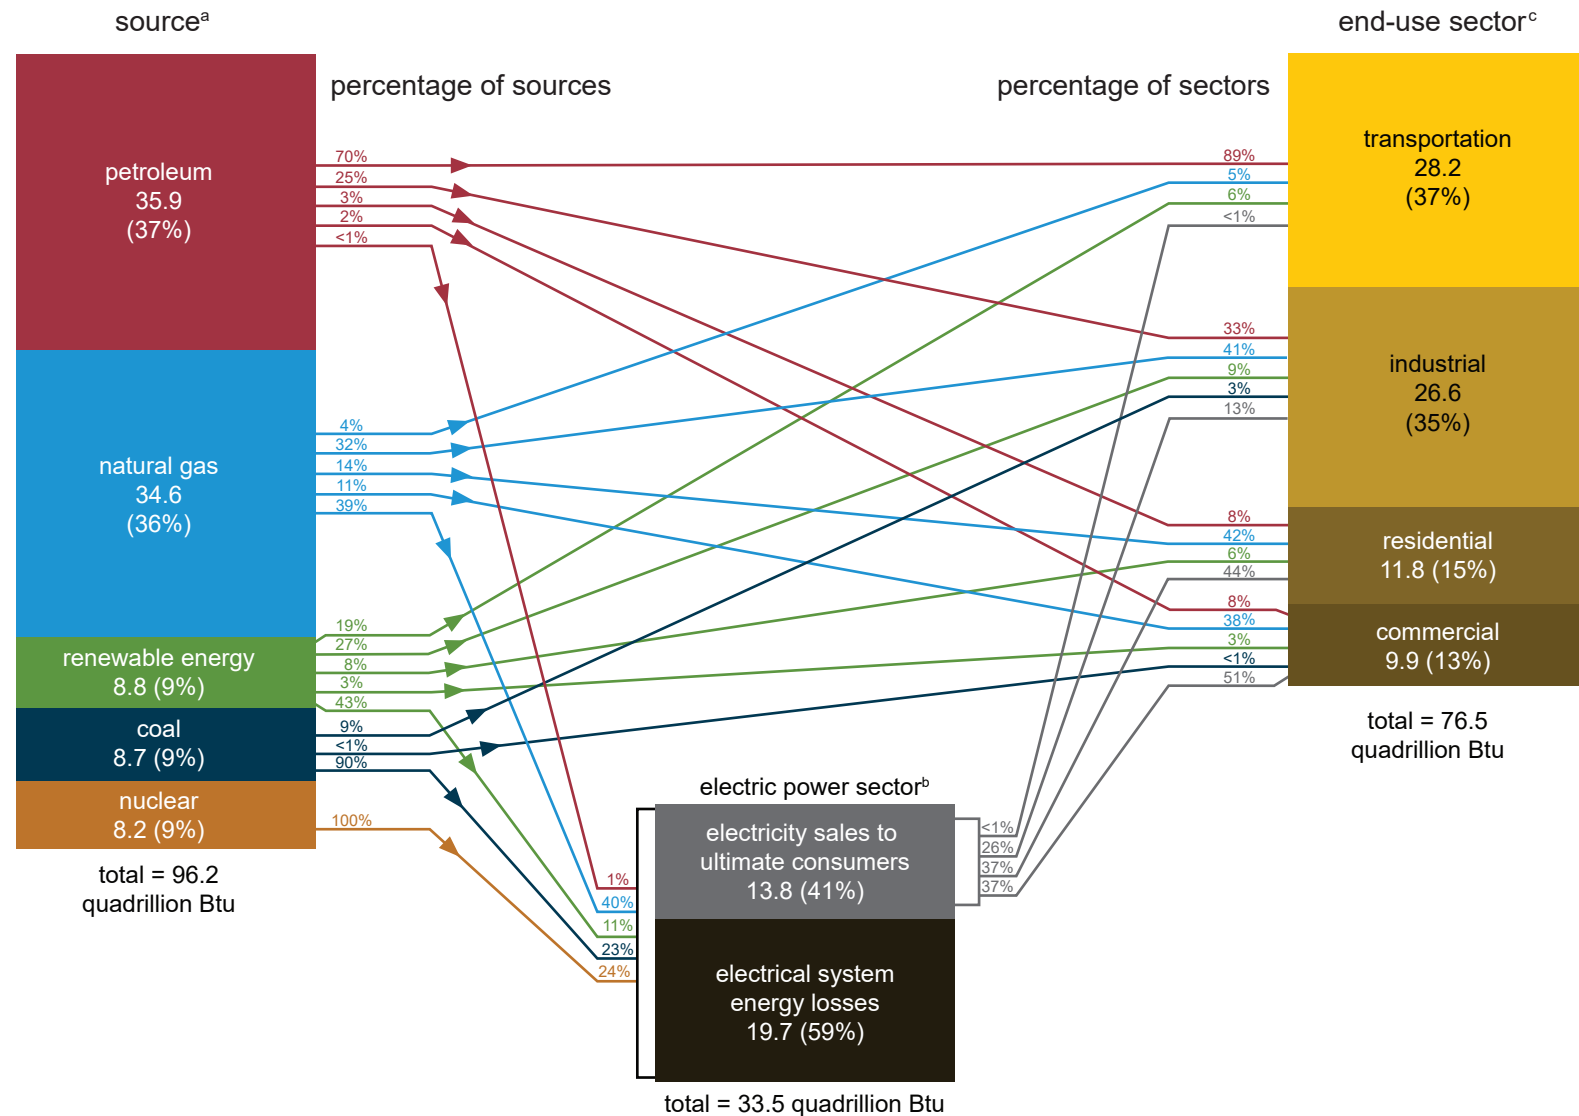 sourceᵃ
percentage of sources
petroleum
35.9
(37%)
70%
25%
3%
2%
<1%
natural gas
34.6
(36%)
4%
32%
14%
11%
39%
renewable energy
8.8 (9%)
19%
27%
8%
3%
43%
coal
8.7 (9%)
9%
<1%
90%
nuclear
8.2 (9%)
100%
total = 96.2
quadrillion Btu
electric power sectorᵇ
1%
40%
11%
23%
24%
electricity sales to
ultimate consumers
13.8 (41%)
electrical system
energy losses
19.7 (59%)
<1%
26%
37%
37%
total = 33.5 quadrillion Btu
end-use sectorᶜ
percentage of sectors
89%
5%
6%
<1%
transportation
28.2
(37%)
33%
41%
9%
3%
13%
industrial
26.6
(35%)
8%
42%
6%
44%
residential
11.8 (15%)
8%
38%
3%
<1%
51%
commercial
9.9 (13%)
total = 76.5
quadrillion Btu